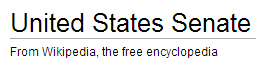 United States Senate
From Wikipedia, the free encyclopedia